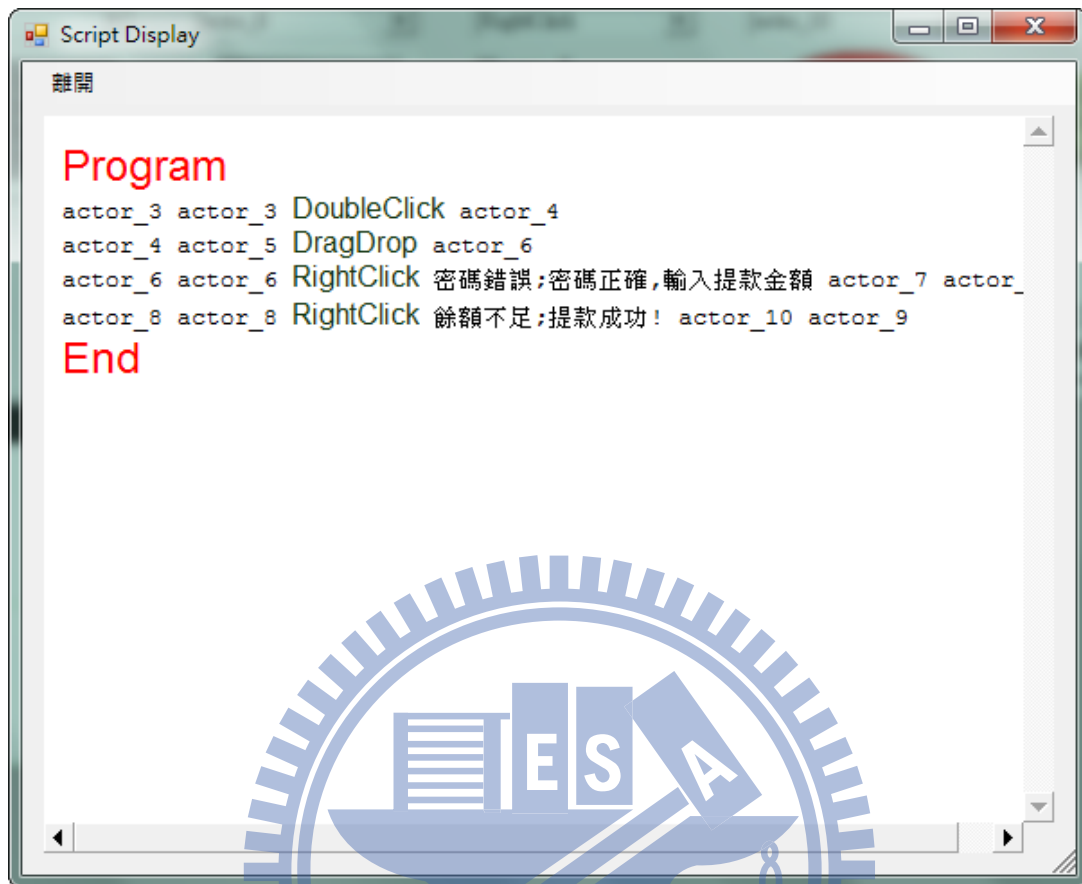 Script Display
離開
Program
actor_3 actor_3 DoubleClick actor_4
actor_4 actor_5 DragDrop actor_6
actor_6 actor_6 RightClick 密碼錯誤;密碼正確,輸入提款金額 actor_7 actor_
actor_8 actor_8 RightClick 餘額不足;提款成功! actor_10 actor_9
End
E S A
8